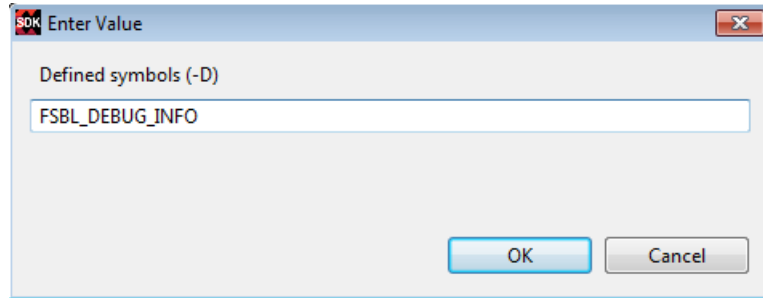 SDK Enter Value
Defined symbols (-D)
FSBL_DEBUG_INFO
OK Cancel